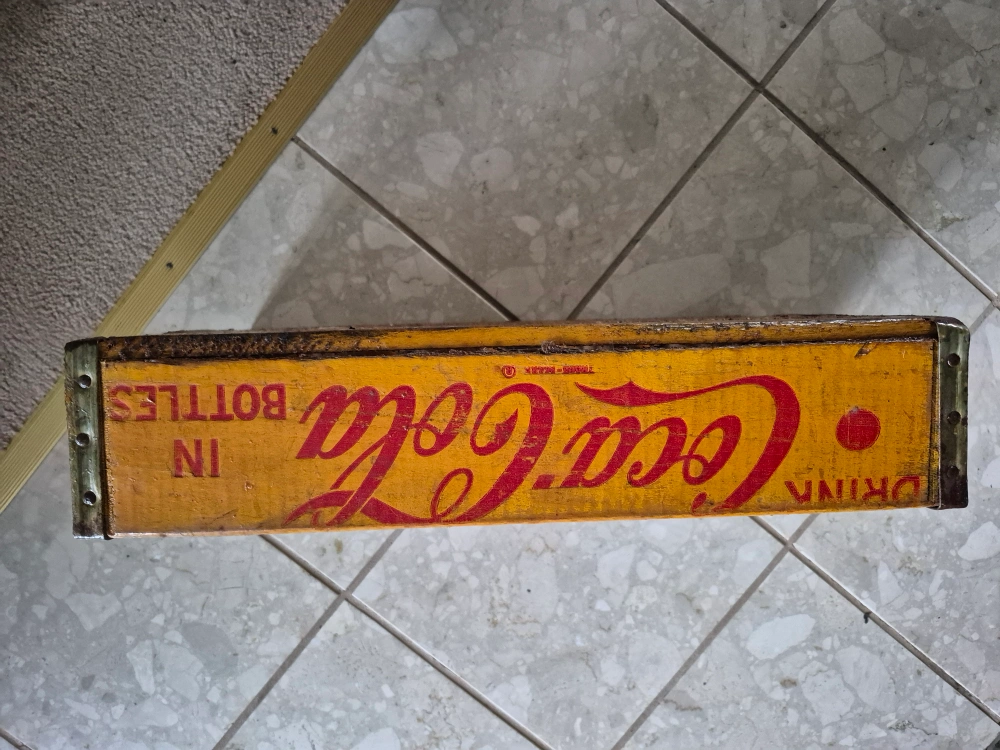 DRINK
Coca-Cola
TRADE-MARK ®
IN
BOTTLES